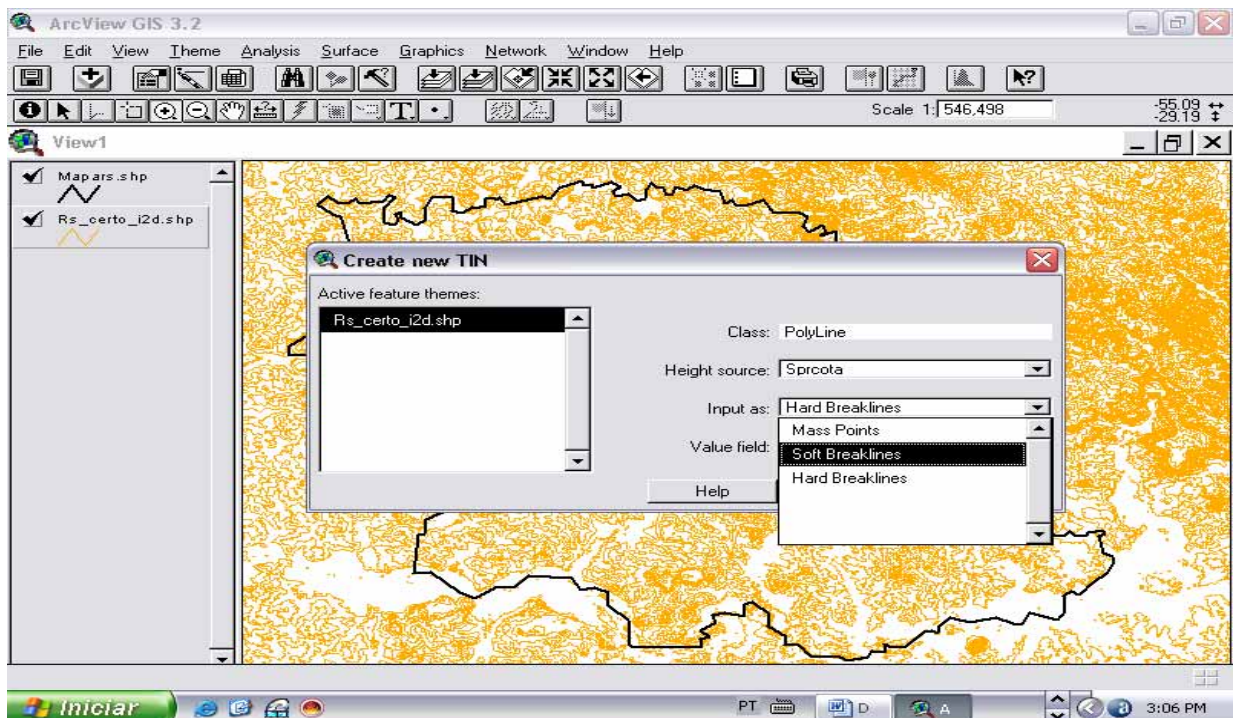 ArcView GIS 3.2
File Edit View Theme Analysis Surface Graphics Network Window Help
Scale 1: 546,498
-55.09
-29.19
View1
Mapars.shp
Rs_certo_i2d.shp
Create new TIN
Active feature themes:
Rs_certo_i2d.shp
Class: PolyLine
Height source: Sprcota
Input as: Hard Breaklines
Mass Points
Value field:
Soft Breaklines
Hard Breaklines
Help
Iniciar
PT
D
A
3:06 PM